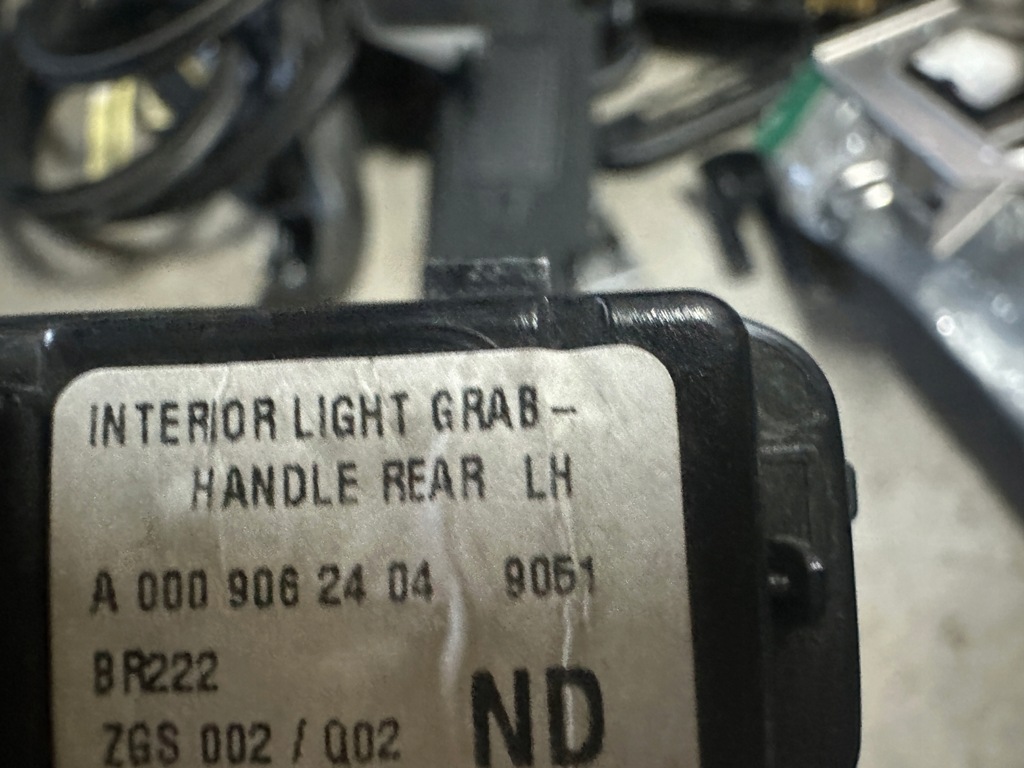 INTERIOR LIGHT GRAB-
HANDLE REAR LH
A 000 906 24 04 9051
BR222
ZGS 002 / Q02
ND